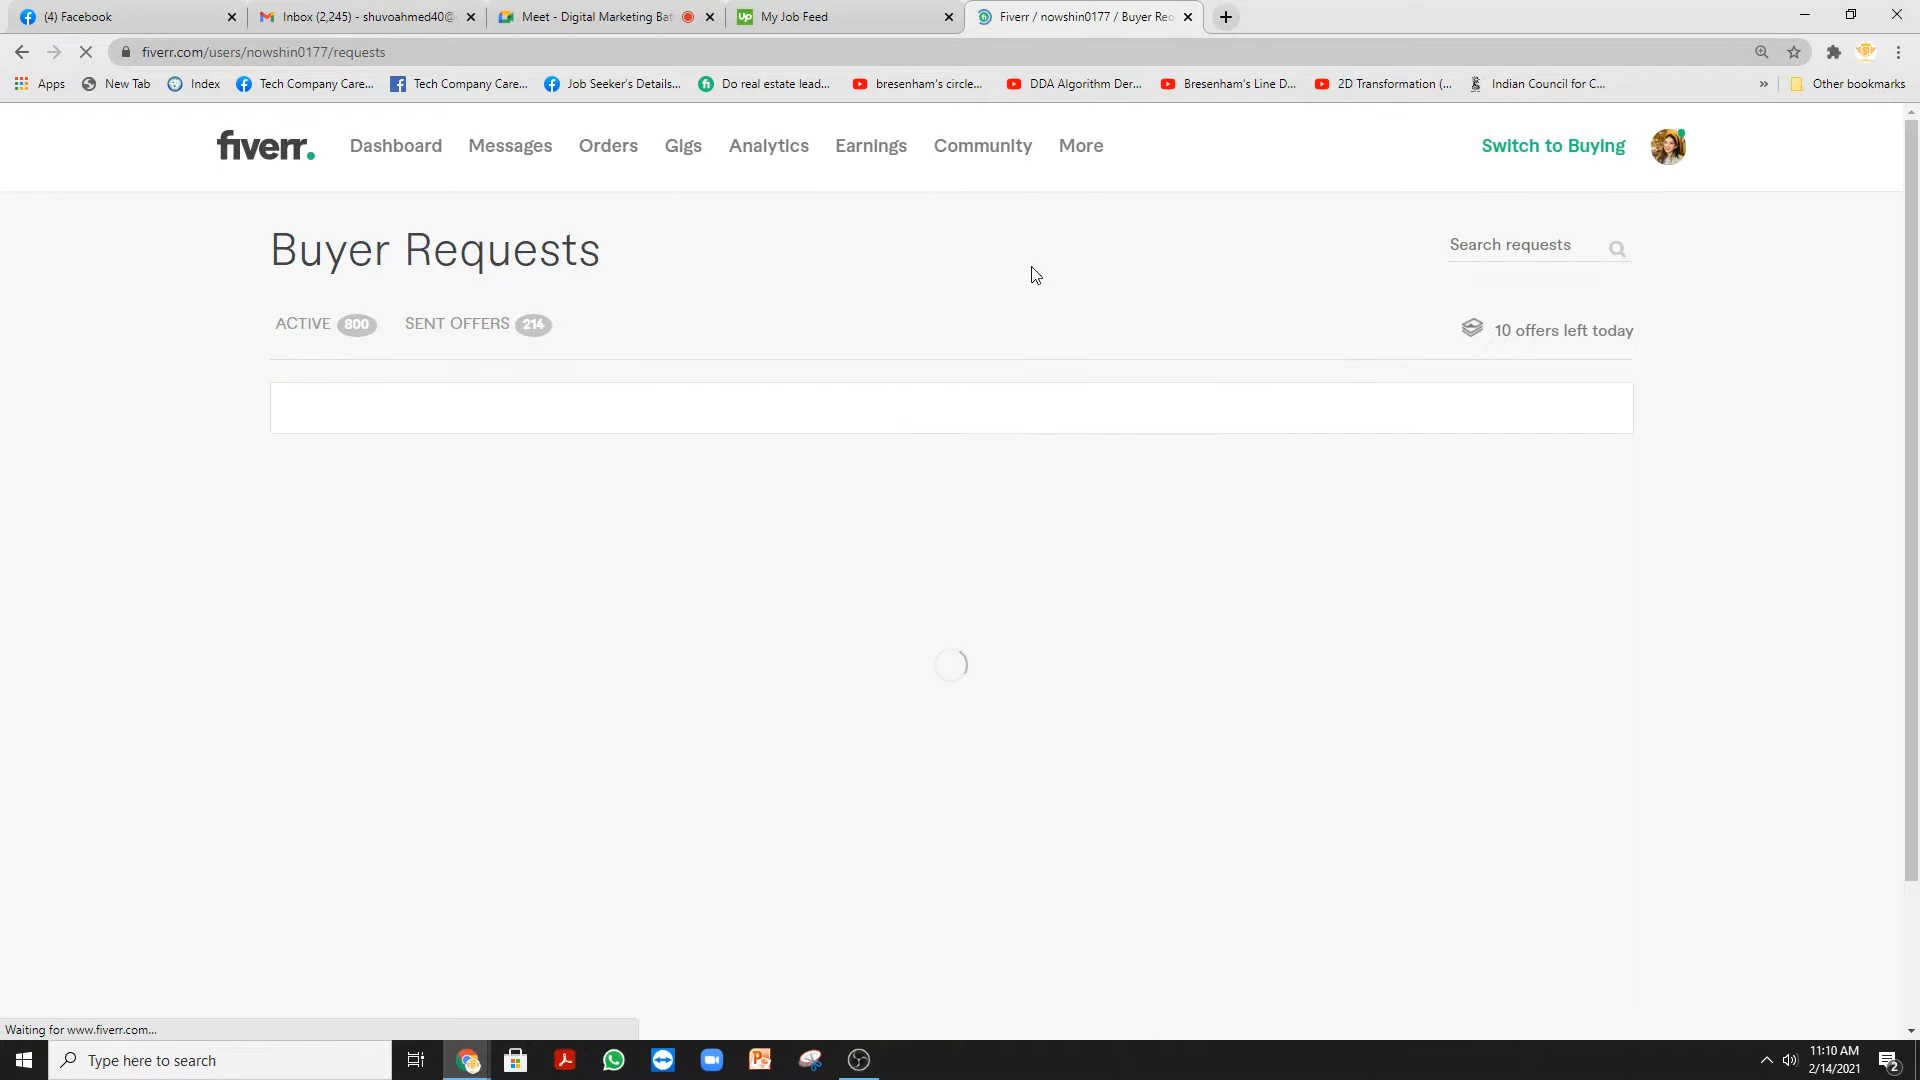 (4) Facebook
Inbox (2,245) - shuvoahmed40@
Meet - Digital Marketing Bat
My Job Feed
Fiverr / nowshin0177 / Buyer Rec
fiverr.com/users/nowshin0177/requests
Apps
New Tab
Index
Tech Company Care...
Tech Company Care...
Job Seeker's Details...
Do real estate lead...
bresenham's circle...
DDA Algorithm Der...
Bresenham's Line D...
2D Transformation (...
Indian Council for C...
»
Other bookmarks
fiverr.
Dashboard
Messages
Orders
Gigs
Analytics
Earnings
Community
More
Switch to Buying
Buyer Requests
Search requests
ACTIVE 800
SENT OFFERS 214
10 offers left today
Waiting for www.fiverr.com...
Type here to search
11:10 AM
2/14/2021
2